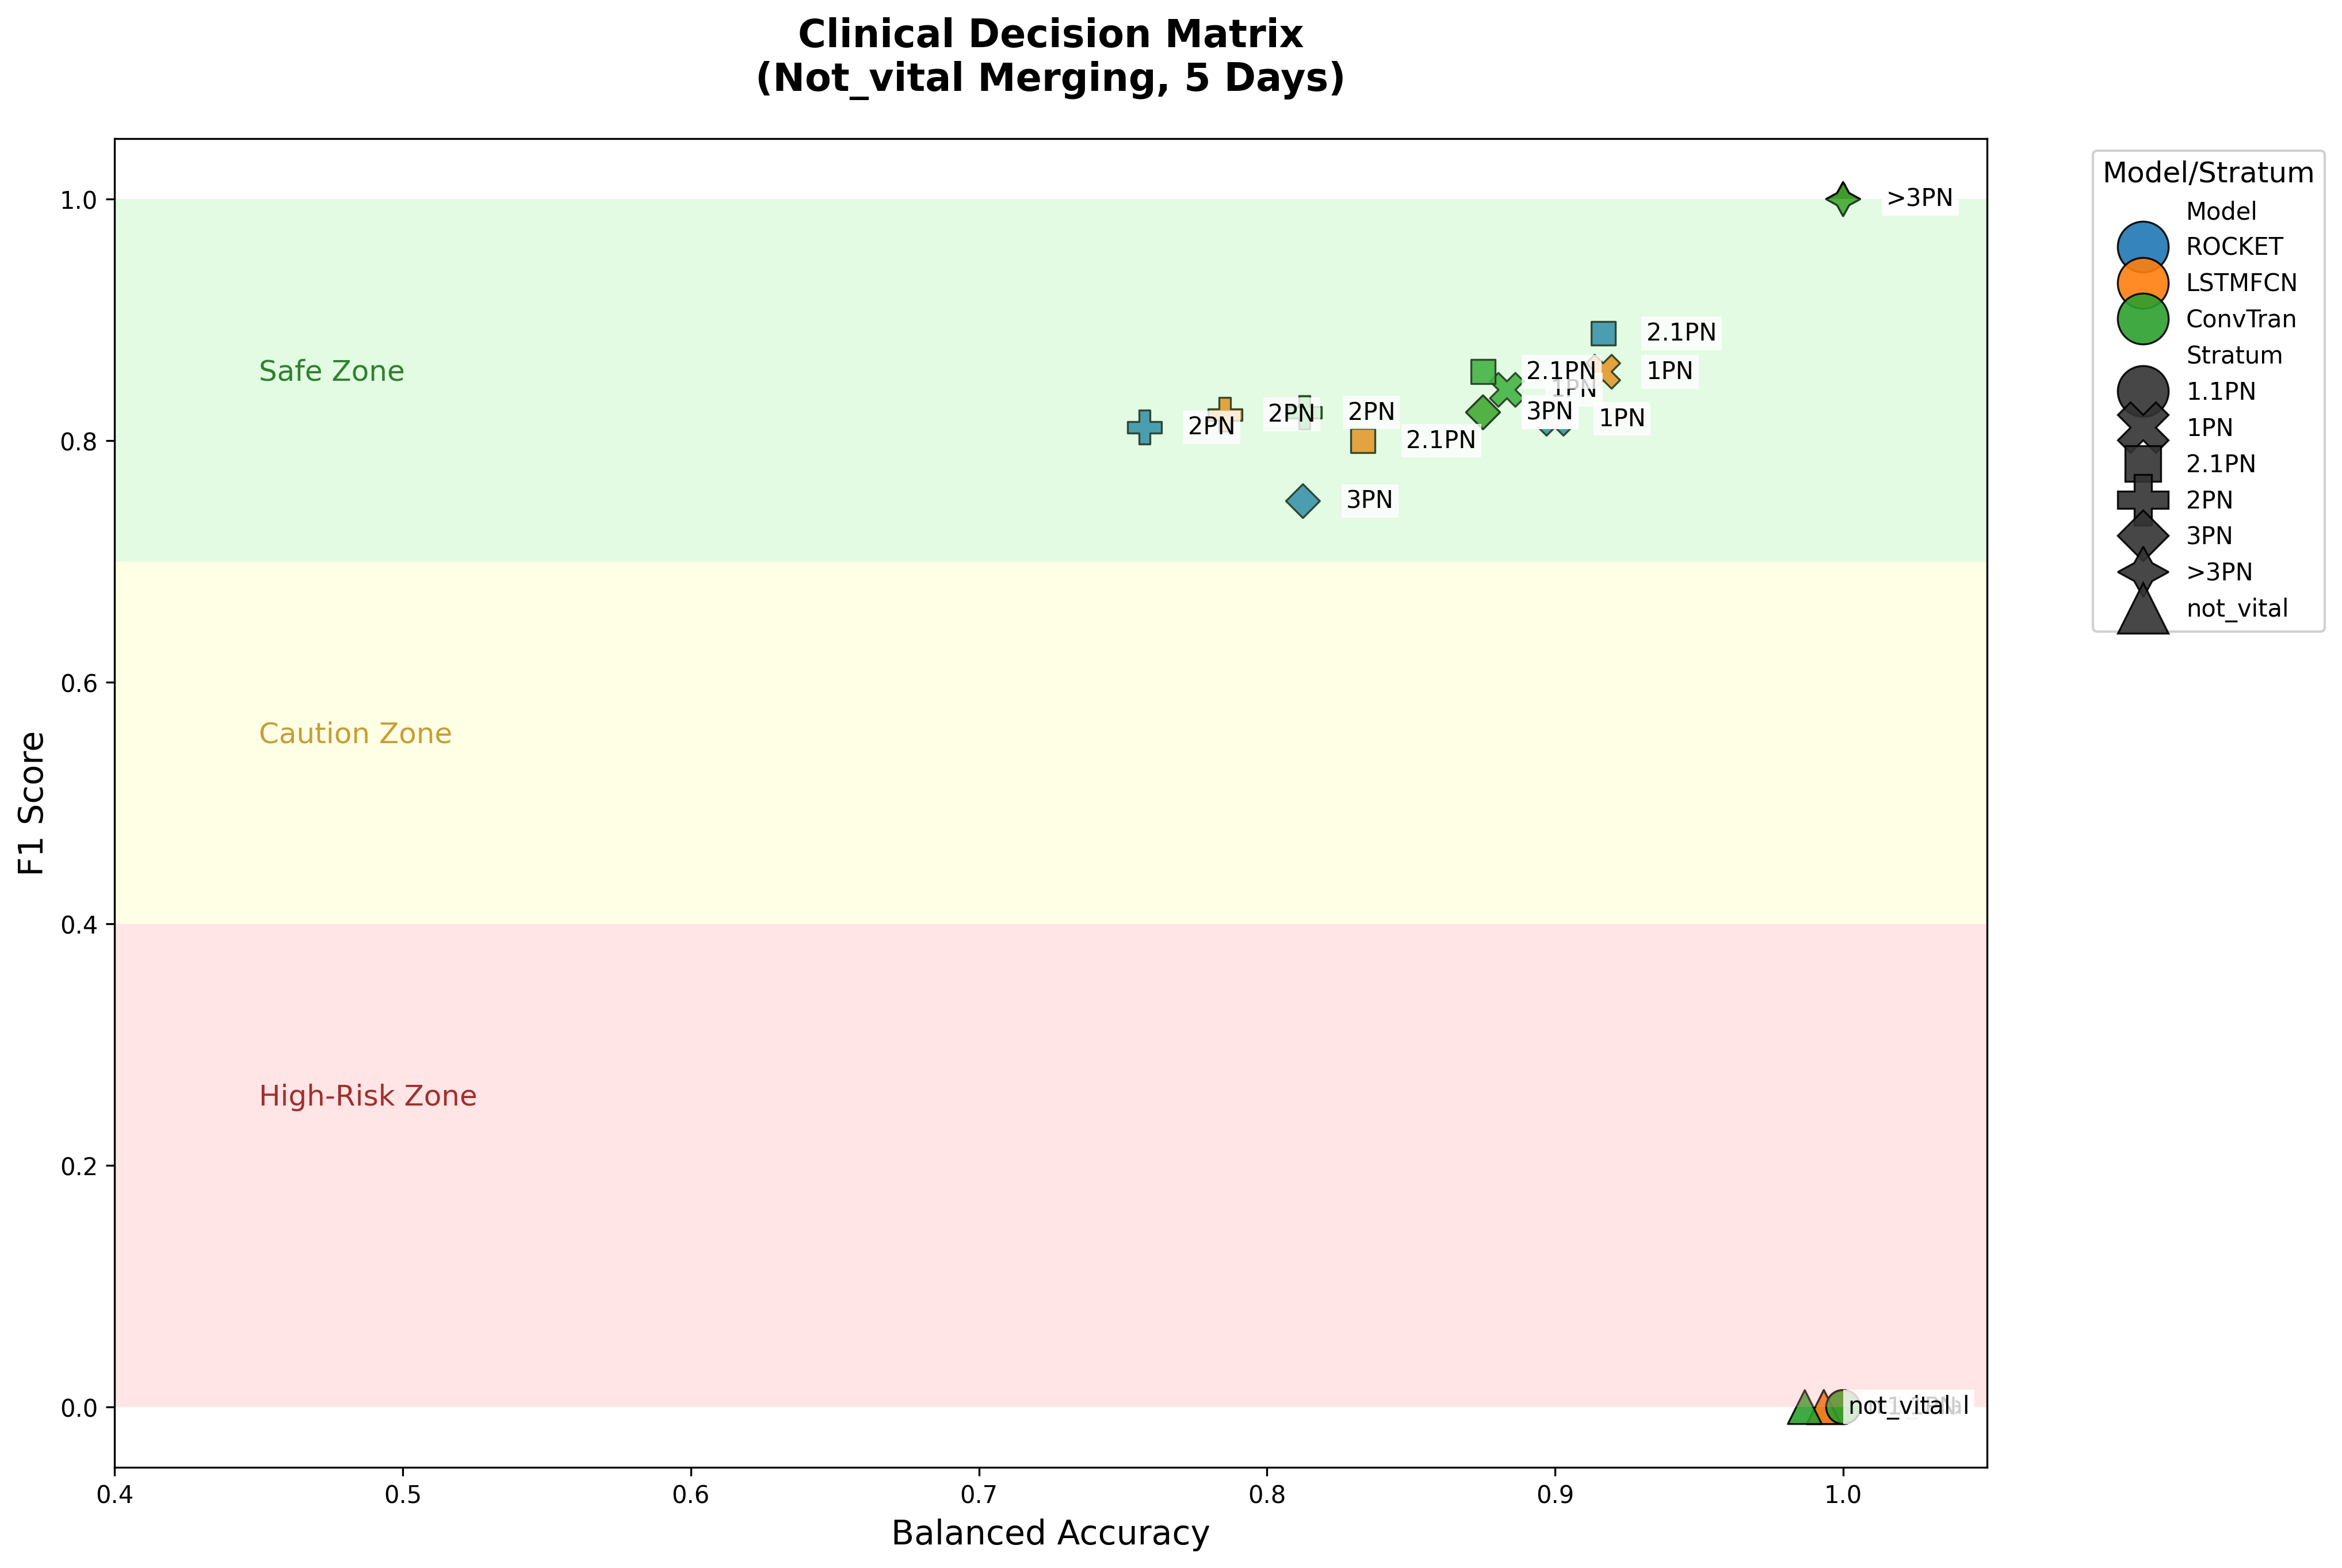 Clinical Decision Matrix
(Not_vital Merging, 5 Days)
F1 Score
1.0
0.8
0.6
0.4
0.2
0.0
Safe Zone
Caution Zone
High-Risk Zone
>3PN
2.1PN
2.1PN
1PN
1PN
2PN
2PN
2PN
3PN
1PN
2.1PN
3PN
not_vital
0.4
0.5
0.6
0.7
0.8
0.9
1.0
Balanced Accuracy
Model/Stratum
Model
ROCKET
LSTMFCN
ConvTran
Stratum
1.1PN
1PN
2.1PN
2PN
3PN
>3PN
not_vital